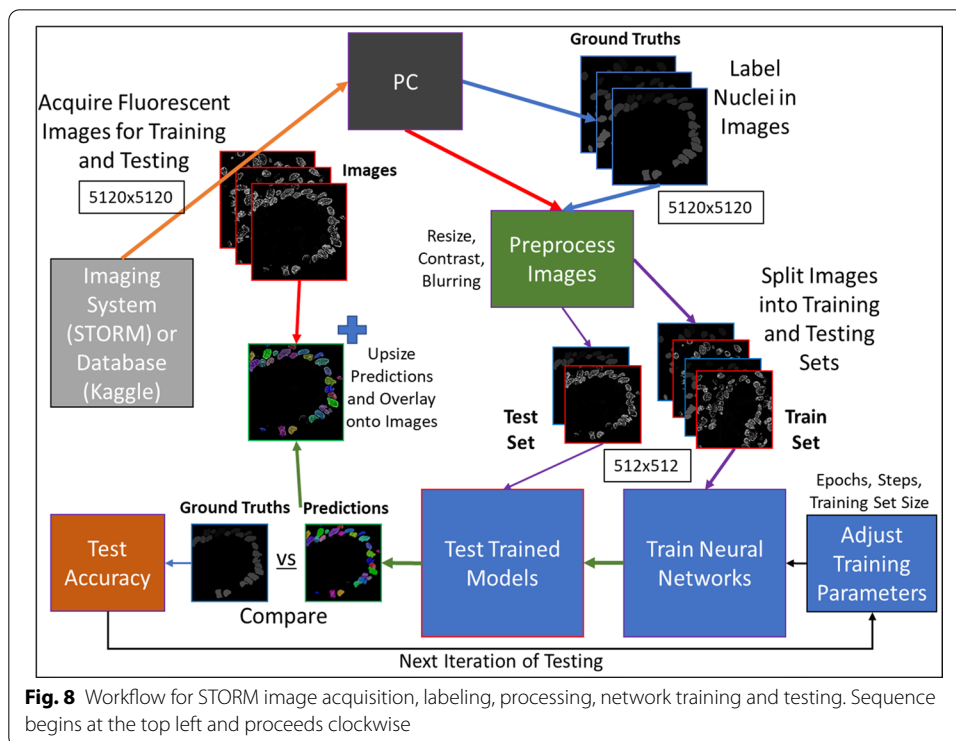 Acquire Fluorescent
Images for Training
and Testing
5120x5120
Imaging
System
(STORM) or
Database
(Kaggle)
PC
Images
Ground Truths
Label
Nuclei in
Images
5120x5120
Resize,
Contrast,
Blurring
Preprocess
Images
Split Images
into Training
and Testing
Sets
Test
Set
Train
Set
512x512
Upsize
Predictions
and Overlay
onto Images
Epochs, Steps,
Training Set Size
Adjust
Training
Parameters
Train Neural
Networks
Test Trained
Models
Predictions
VS
Ground Truths
Compare
Test
Accuracy
Next Iteration of Testing
Fig. 8 Workflow for STORM image acquisition, labeling, processing, network training and testing. Sequence
begins at the top left and proceeds clockwise